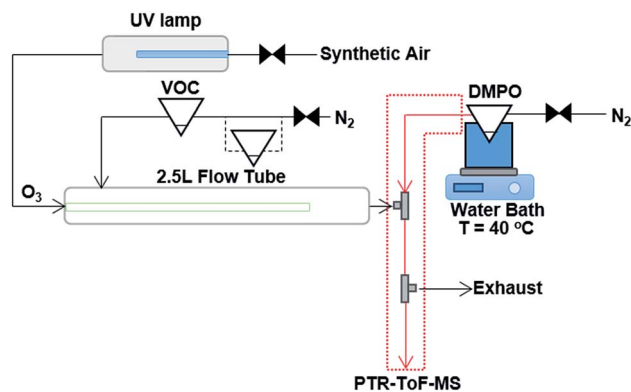 UV lamp
Synthetic Air
VOC
DMPO
N2
N2
2.5L Flow Tube
O3
Water Bath
T = 40 °C
Exhaust
PTR-ToF-MS